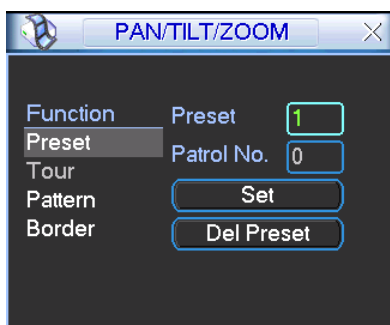 PAN/TILT/ZOOM
Function
Preset
Tour
Pattern
Border
Preset 1
Patrol No. 0
Set
Del Preset